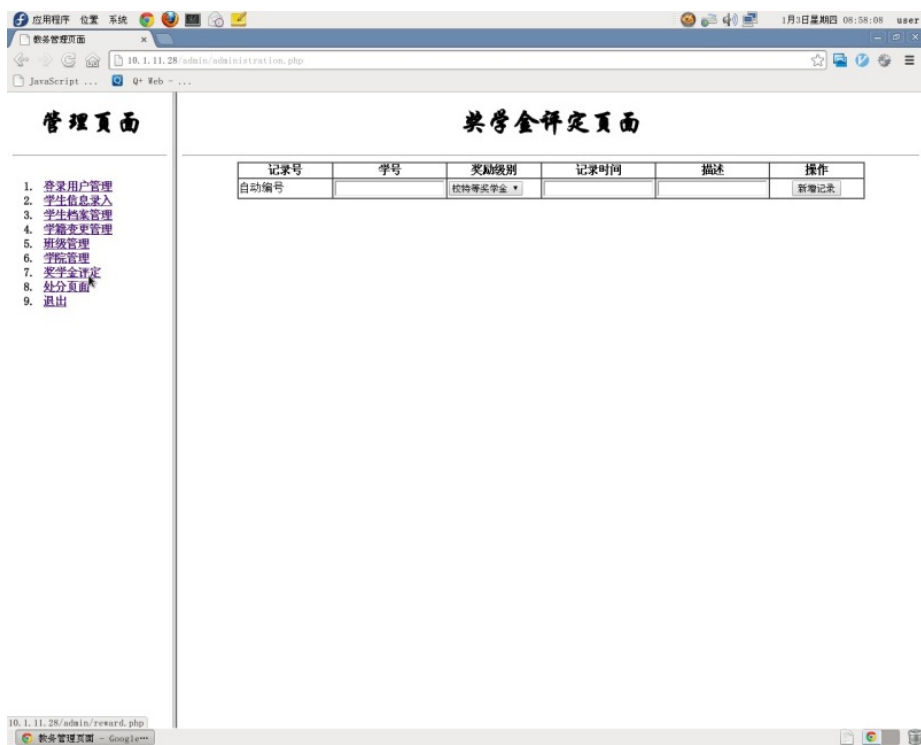 应用程序 位置 系统 1月3日星期四 08:58:08 user
教务管理页面 x
10.1.11.28/admin/administration.php
JavaScript ... Q+ Web - ...
管理页面
1. 登录用户管理
2. 学生信息录入
3. 学生档案管理
4. 学籍变更管理
5. 班级管理
6. 学院管理
7. 奖学金评定
8. 处分页面
9. 退出
奖学金评定页面
记录号 学号 奖励级别 记录时间 描述 操作
自动编号 校特等奖学金 新增记录
10.1.11.28/admin/reward.php
教务管理页面 - Google…